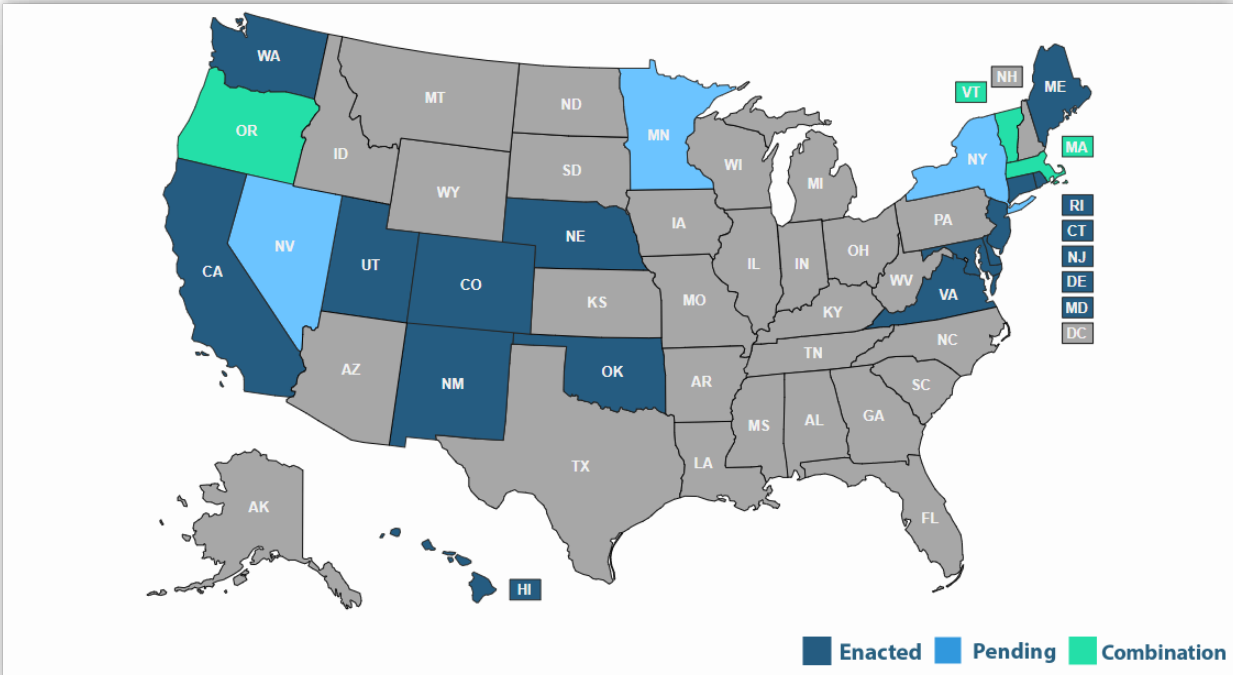 WA
MT
ND
MN
OR
ID
SD
WI
MI
NY
VT
NH
ME
MA
WY
IA
NE
PA
RI
CT
NJ
DE
MD
DC
NV
UT
CO
CA
IL
IN
OH
WV
VA
KS
MO
KY
NC
TN
AZ
NM
OK
AR
SC
MS
AL
GA
TX
LA
FL
AK
HI
Enacted Pending Combination